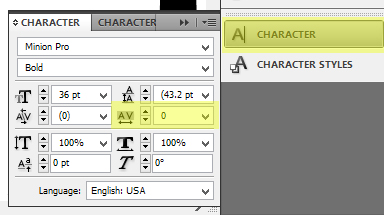 CHARACTER CHARACTER
Minion Pro
Bold
36 pt (43.2 pt
(0) 0
100% 100%
0 pt 0°
Language: English: USA
CHARACTER
CHARACTER STYLES